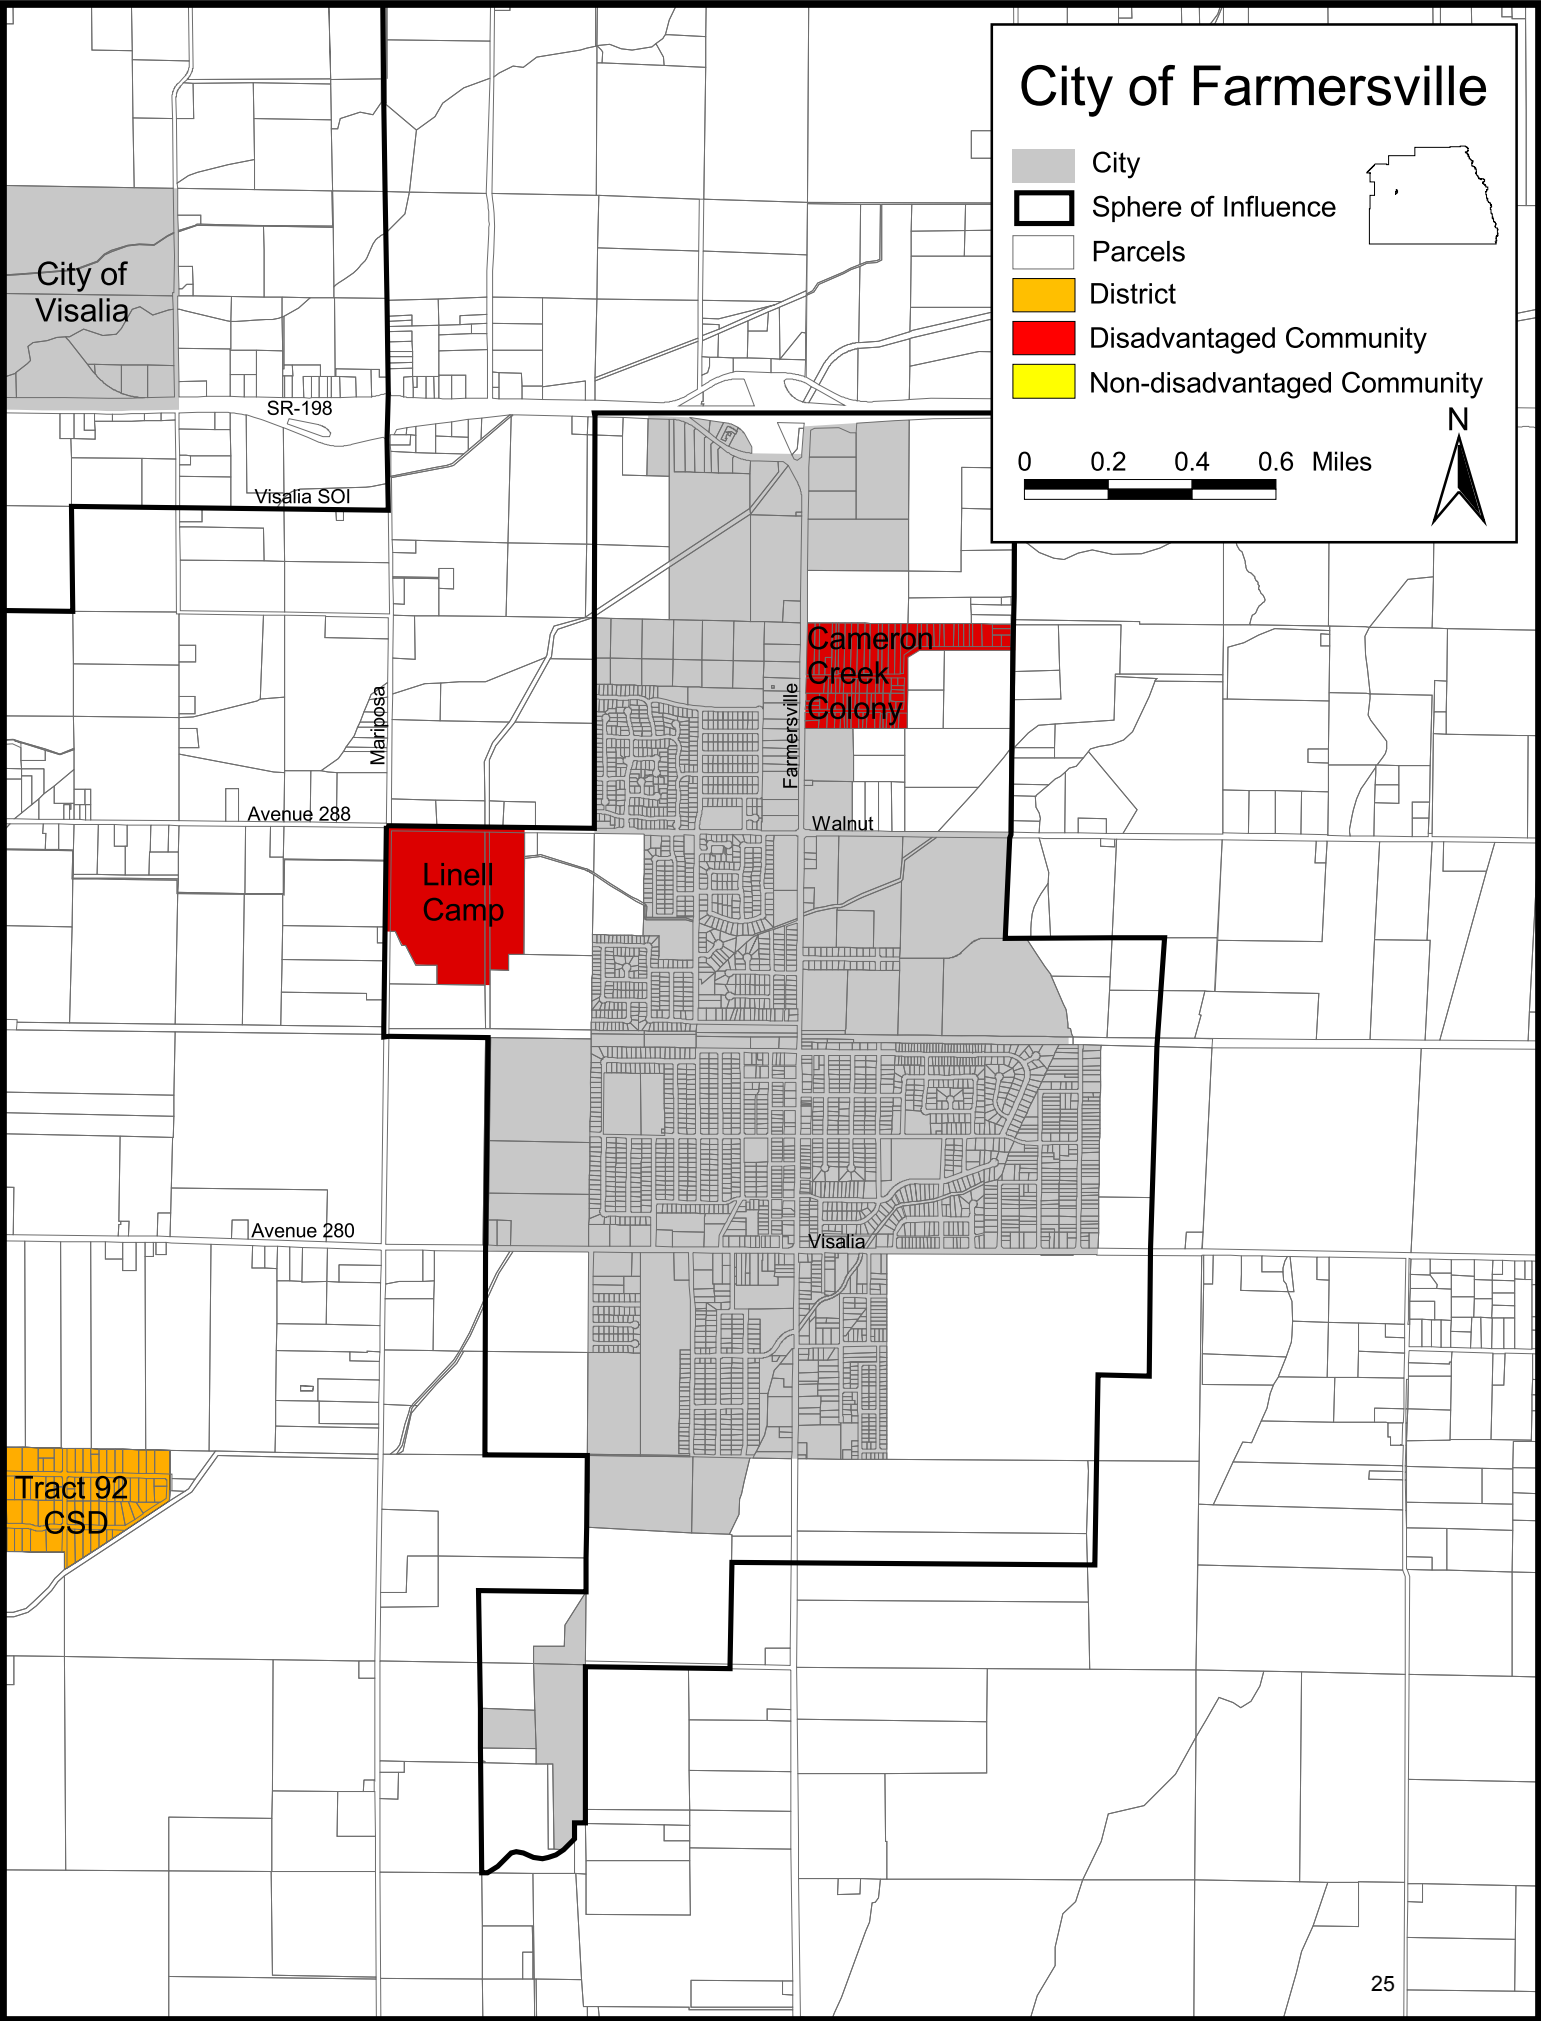 City of Farmersville
City
Sphere of Influence
Parcels
District
Disadvantaged Community
Non-disadvantaged Community
N
0 0.2 0.4 0.6 Miles
City of
Visalia
SR-198
Visalia SOI
Cameron
Creek
Colony
Mariposa
Farmersville
Avenue 288
Walnut
Linell
Camp
Avenue 280
Visalia
Tract 92
CSD
25